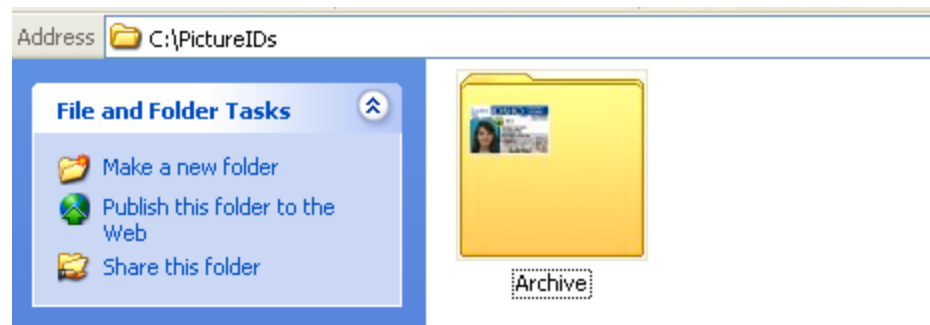 Address C:\PictureIDs
File and Folder Tasks
Make a new folder
Publish this folder to the
Web
Share this folder
IDAHO
Archive